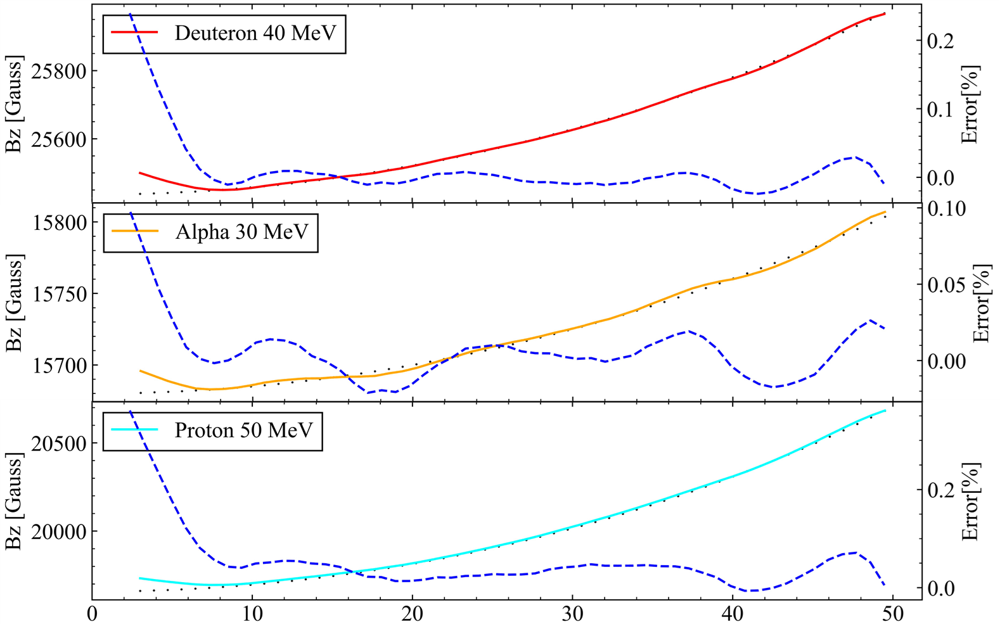 Deuteron 40 MeV
Bz [Gauss]
25800
25600
0.2
0.1
0.0
Error[%]
Alpha 30 MeV
Bz [Gauss]
15800
15750
15700
0.10
0.05
0.00
Error[%]
Proton 50 MeV
Bz [Gauss]
20500
20000
0.2
0.0
Error[%]
0 10 20 30 40 50